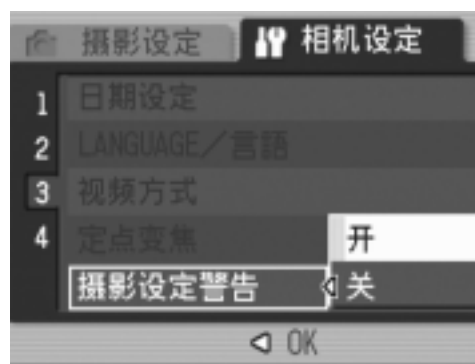 摄影设定 相机设定
1 日期设定
2 LANGUAGE／言語
3 视频方式
4 定点变焦 开
摄影设定警告 关
OK